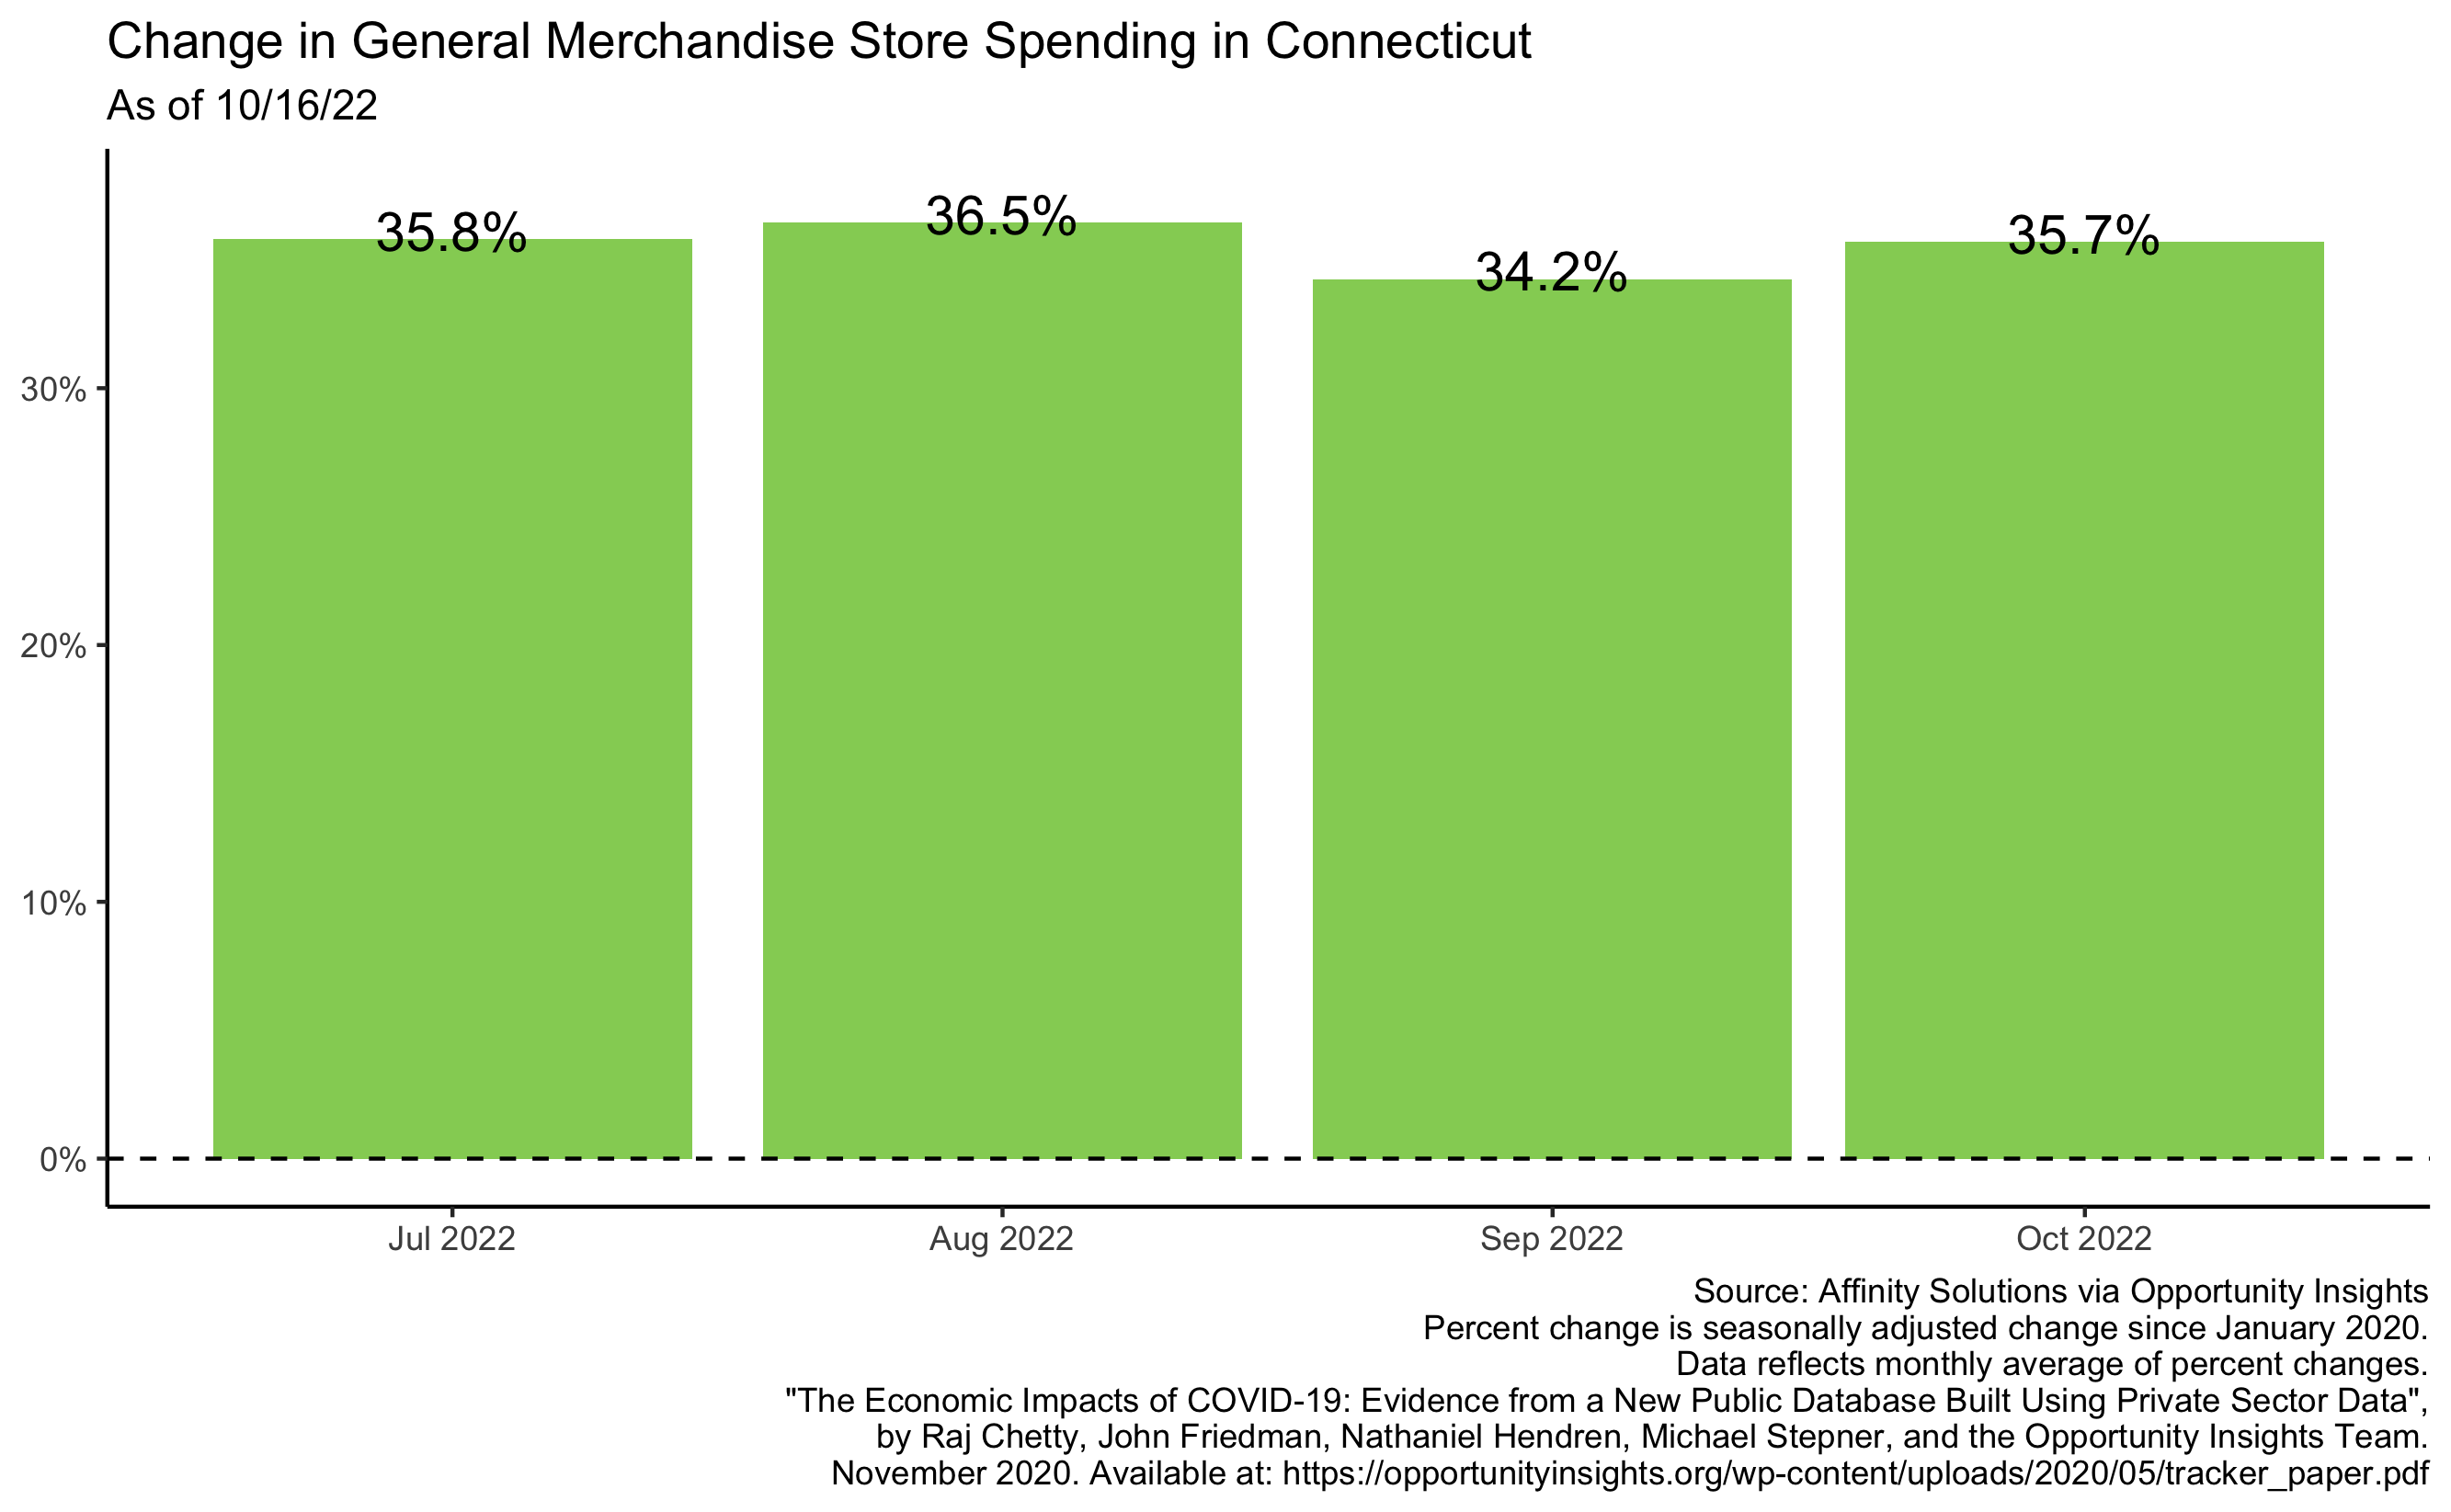 Change in General Merchandise Store Spending in Connecticut
As of 10/16/22
35.8%
36.5%
34.2%
35.7%
30%
20%
10%
0%
Jul 2022
Aug 2022
Sep 2022
Oct 2022
Source: Affinity Solutions via Opportunity Insights
Percent change is seasonally adjusted change since January 2020.
Data reflects monthly average of percent changes.
"The Economic Impacts of COVID-19: Evidence from a New Public Database Built Using Private Sector Data",
by Raj Chetty, John Friedman, Nathaniel Hendren, Michael Stepner, and the Opportunity Insights Team.
November 2020. Available at: https://opportunityinsights.org/wp-content/uploads/2020/05/tracker_paper.pdf